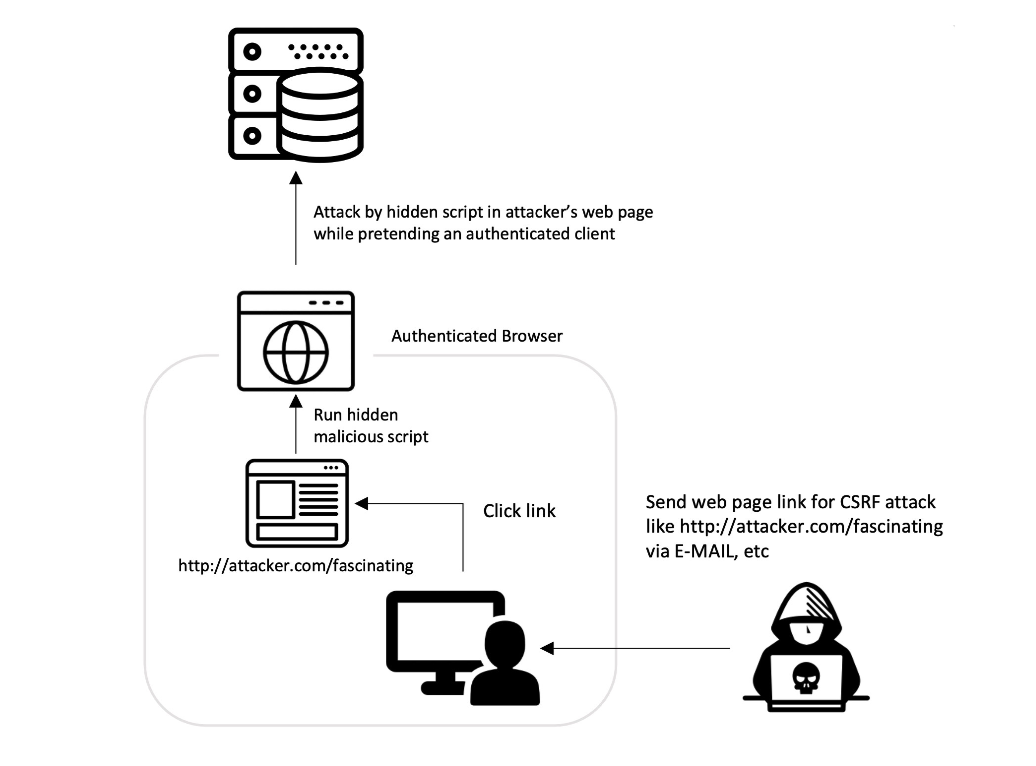 Attack by hidden script in attacker's web page
while pretending an authenticated client
Authenticated Browser
Run hidden
malicious script
Click link
http://attacker.com/fascinating
Send web page link for CSRF attack
like http://attacker.com/fascinating
via E-MAIL, etc